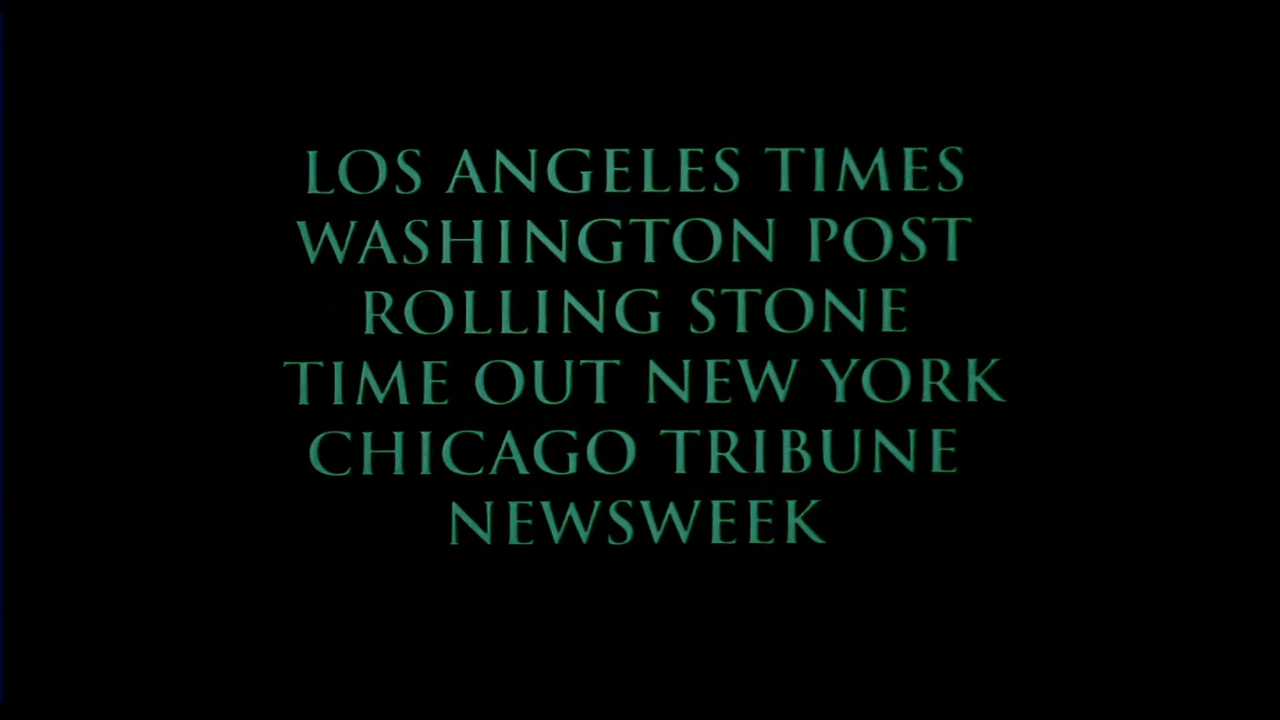 LOS ANGELES TIMES
WASHINGTON POST
ROLLING STONE
TIME OUT NEW YORK
CHICAGO TRIBUNE
NEWSWEEK